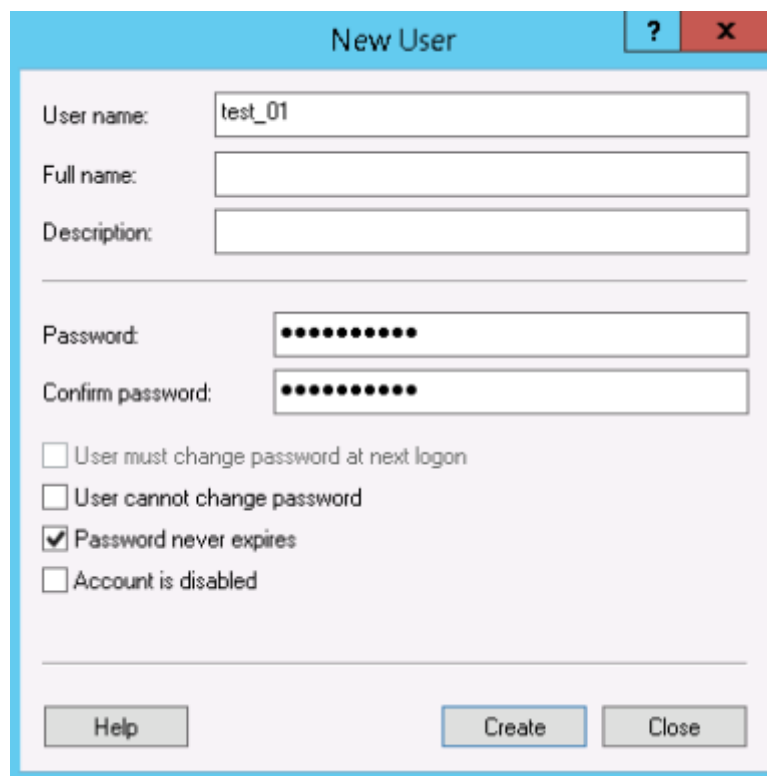 New User
?
x
User name: test_01
Full name:
Description:
Password: ●●●●●●●●●●
Confirm password: ●●●●●●●●●●
User must change password at next logon
User cannot change password
Password never expires
Account is disabled
Help Create Close